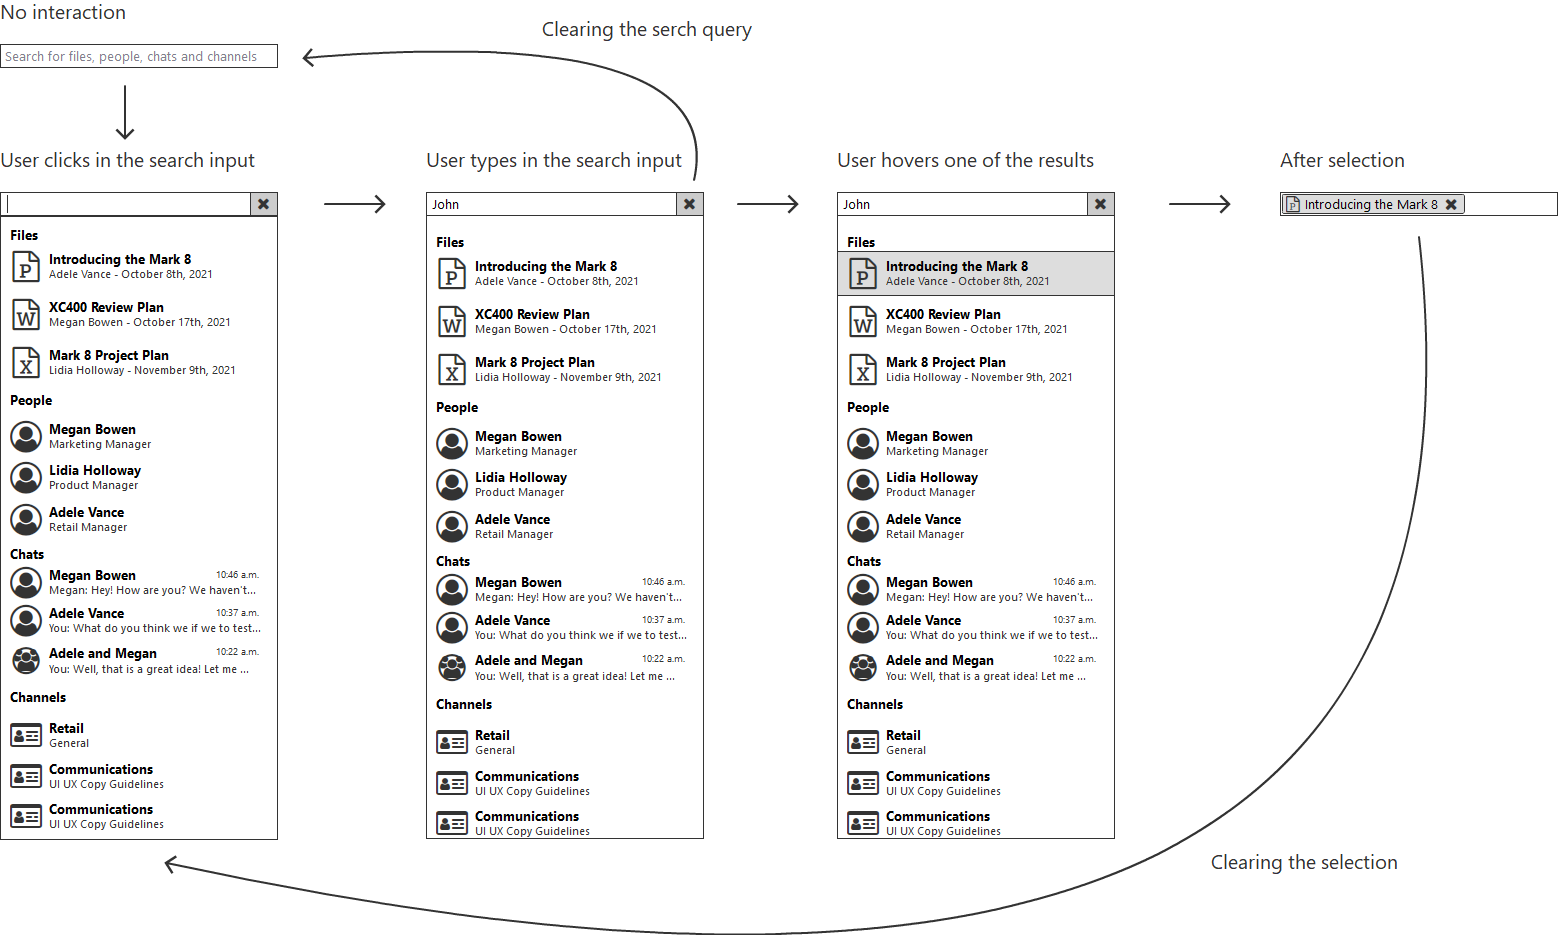 No interaction
Search for files, people, chats and channels
Clearing the serch query
User clicks in the search input
Files
P
Introducing the Mark 8
Adele Vance - October 8th, 2021
W
XC400 Review Plan
Megan Bowen - October 17th, 2021
X
Mark 8 Project Plan
Lidia Holloway - November 9th, 2021
People
Megan Bowen
Marketing Manager
Lidia Holloway
Product Manager
Adele Vance
Retail Manager
Chats
Megan Bowen 10:46 a.m.
Megan: Hey! How are you? We haven't...
Adele Vance 10:37 a.m.
You: What do you think we if we to test...
Adele and Megan 10:22 a.m.
You: Well, that is a great idea! Let me ...
Channels
Retail
General
Communications
UI UX Copy Guidelines
Communications
UI UX Copy Guidelines
User types in the search input
John
Files
P
Introducing the Mark 8
Adele Vance - October 8th, 2021
W
XC400 Review Plan
Megan Bowen - October 17th, 2021
X
Mark 8 Project Plan
Lidia Holloway - November 9th, 2021
People
Megan Bowen
Marketing Manager
Lidia Holloway
Product Manager
Adele Vance
Retail Manager
Chats
Megan Bowen 10:46 a.m.
Megan: Hey! How are you? We haven't...
Adele Vance 10:37 a.m.
You: What do you think we if we to test...
Adele and Megan 10:22 a.m.
You: Well, that is a great idea! Let me ...
Channels
Retail
General
Communications
UI UX Copy Guidelines
Communications
UI UX Copy Guidelines
User hovers one of the results
John
Files
P
Introducing the Mark 8
Adele Vance - October 8th, 2021
W
XC400 Review Plan
Megan Bowen - October 17th, 2021
X
Mark 8 Project Plan
Lidia Holloway - November 9th, 2021
People
Megan Bowen
Marketing Manager
Lidia Holloway
Product Manager
Adele Vance
Retail Manager
Chats
Megan Bowen 10:46 a.m.
Megan: Hey! How are you? We haven't...
Adele Vance 10:37 a.m.
You: What do you think we if we to test...
Adele and Megan 10:22 a.m.
You: Well, that is a great idea! Let me ...
Channels
Retail
General
Communications
UI UX Copy Guidelines
Communications
UI UX Copy Guidelines
After selection
P Introducing the Mark 8
Clearing the selection